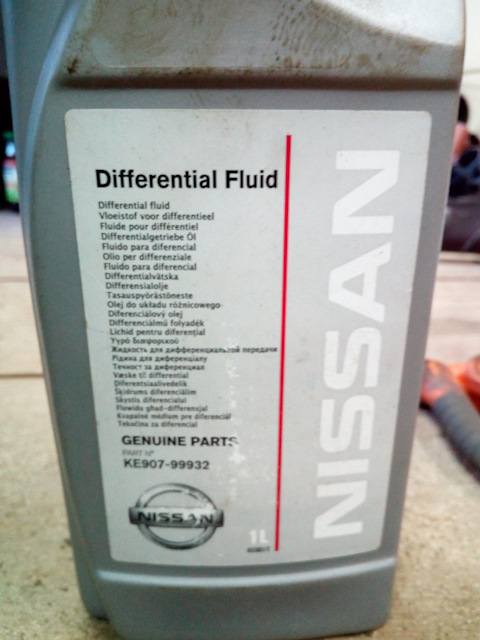 Differential Fluid
Differential fluid
Vloeistof voor differentieel
Fluide pour différentiel
Differentialgetriebe Öl
Fluido para diferencial
Olio per differenziale
Fluido para diferencial
Differentialvätska
Differensialolje
Tasauspyörästöneste
Olej do układu różnicowego
Diferenciálový olej
Differenciálmű folyadék
Lichid pentru diferenţial
Υγρό διαφορικού
Жидкость для дифференциальной передачи
Рідина для диференціалу
Течност за диференциал
Væske til differential
Diferentsiaalivedelik
Šķidrums diferenciālim
Skystis diferencialui
Fluwidu għad-differenzjal
Kvapalné médium pre diferenciál
Tekočina za diferencial
GENUINE PARTS
PART N°
KE907-99932
NISSAN
1L
NISSAN